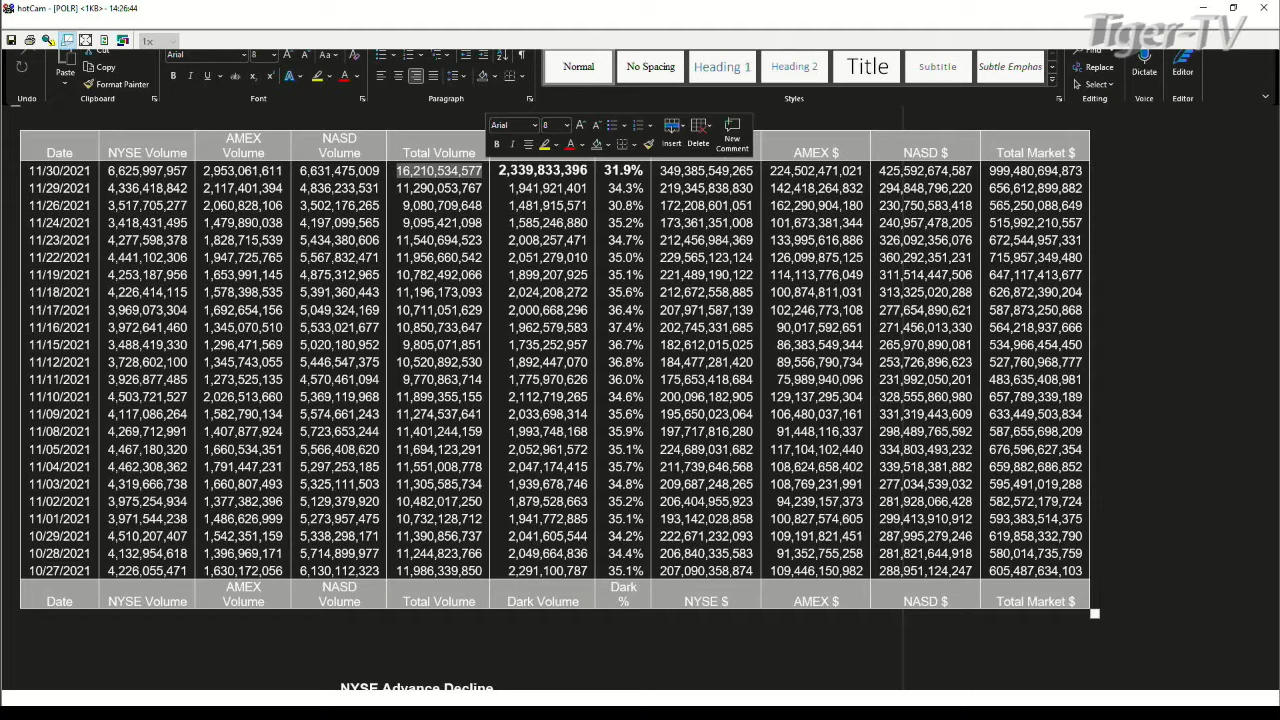 hotCam - [POLR] <1KB> - 14:26:44
Tiger-TV
1x
Cut
Copy
Paste
Format Painter
Arial 8
Aa
Normal No Spacing Heading 1 Heading 2 Title Subtitle Subtle Emphas
Find
Replace
Select
Dictate Editor
Undo Clipboard Font Paragraph Styles Editing Voice Editor
Arial 8
Insert Delete New Comment
Date NYSE Volume AMEX Volume NASD Volume Total Volume AMEX $ NASD $ Total Market $
11/30/2021 6,625,997,957 2,953,061,611 6,631,475,009 16,210,534,577 2,339,833,396 31.9% 349,385,549,265 224,502,471,021 425,592,674,587 999,480,694,873
11/29/2021 4,336,418,842 2,117,401,394 4,836,233,531 11,290,053,767 1,941,921,401 34.3% 219,345,838,830 142,418,264,832 294,848,796,220 656,612,899,882
11/26/2021 3,517,705,277 2,060,828,106 3,502,176,265 9,080,709,648 1,481,915,571 30.8% 172,208,601,051 162,290,904,180 230,750,583,418 565,250,088,649
11/24/2021 3,418,431,495 1,479,890,038 4,197,099,565 9,095,421,098 1,585,246,880 35.2% 173,361,351,008 101,673,381,344 240,957,478,205 515,992,210,557
11/23/2021 4,277,598,378 1,828,715,539 5,434,380,606 11,540,694,523 2,008,257,471 34.7% 212,456,984,369 133,995,616,886 326,092,356,076 672,544,957,331
11/22/2021 4,441,102,306 1,947,725,765 5,567,832,471 11,956,660,542 2,051,279,010 35.0% 229,565,123,124 126,099,875,125 360,292,351,231 715,957,349,480
11/19/2021 4,253,187,956 1,653,991,145 4,875,312,965 10,782,492,066 1,899,207,925 35.1% 221,489,190,122 114,113,776,049 311,514,447,506 647,117,413,677
11/18/2021 4,226,414,115 1,578,398,535 5,391,360,443 11,196,173,093 2,024,208,272 35.6% 212,672,558,885 100,874,811,031 313,325,020,288 626,872,390,204
11/17/2021 3,969,073,304 1,692,654,156 5,049,324,169 10,711,051,629 2,000,668,296 36.4% 207,971,587,139 102,246,773,108 277,654,890,621 587,873,250,868
11/16/2021 3,972,641,460 1,345,070,510 5,533,021,677 10,850,733,647 1,962,579,583 37.4% 202,745,331,685 90,017,592,651 271,456,013,330 564,218,937,666
11/15/2021 3,488,419,330 1,296,471,569 5,020,180,952 9,805,071,851 1,735,252,957 36.7% 182,612,015,025 86,383,549,344 265,970,890,081 534,966,454,450
11/12/2021 3,728,602,100 1,345,743,055 5,446,547,375 10,520,892,530 1,892,447,070 36.8% 184,477,281,420 89,556,790,734 253,726,896,623 527,760,968,777
11/11/2021 3,926,877,485 1,273,525,135 4,570,461,094 9,770,863,714 1,775,970,626 36.0% 175,653,418,684 75,989,940,096 231,992,050,201 483,635,408,981
11/10/2021 4,503,721,527 2,026,513,660 5,369,119,968 11,899,355,155 2,112,719,265 34.6% 200,096,182,905 129,137,295,304 328,555,860,980 657,789,339,189
11/09/2021 4,117,086,264 1,582,790,134 5,574,661,243 11,274,537,641 2,033,698,314 35.6% 195,650,023,064 106,480,037,161 331,319,443,609 633,449,503,834
11/08/2021 4,269,712,991 1,407,877,924 5,723,653,244 11,401,244,159 1,993,748,168 35.9% 197,717,816,280 91,448,116,337 298,489,765,592 587,655,698,209
11/05/2021 4,467,180,320 1,660,534,351 5,566,408,620 11,694,123,291 2,052,961,572 35.1% 224,689,031,682 117,104,102,440 334,803,493,232 676,596,627,354
11/04/2021 4,462,308,362 1,791,447,231 5,297,253,185 11,551,008,778 2,047,174,415 35.7% 211,739,646,568 108,624,658,402 339,518,381,882 659,882,686,852
11/03/2021 4,319,666,738 1,660,807,493 5,325,111,503 11,305,585,734 1,939,678,746 34.8% 209,687,248,265 108,769,231,991 277,034,539,032 595,491,019,288
11/02/2021 3,975,254,934 1,377,382,396 5,129,379,920 10,482,017,250 1,879,528,663 35.2% 206,404,955,923 94,239,157,373 281,928,066,428 582,572,179,724
11/01/2021 3,971,544,238 1,486,626,999 5,273,957,475 10,732,128,712 1,941,772,885 35.1% 193,142,028,858 100,827,574,605 299,413,910,912 593,383,514,375
10/29/2021 4,510,207,407 1,542,351,159 5,338,298,171 11,390,856,737 2,041,605,544 34.2% 222,671,232,093 109,191,821,451 287,995,279,246 619,858,332,790
10/28/2021 4,132,954,618 1,396,969,171 5,714,899,977 11,244,823,766 2,049,664,836 34.4% 206,840,335,583 91,352,755,258 281,821,644,918 580,014,735,759
10/27/2021 4,226,055,471 1,630,172,056 6,130,112,323 11,986,339,850 2,291,100,787 35.1% 207,090,358,874 109,446,150,982 288,951,124,247 605,487,634,103
Date NYSE Volume AMEX Volume NASD Volume Total Volume Dark Volume Dark % NYSE $ AMEX $ NASD $ Total Market $
NYSE Advance Decline